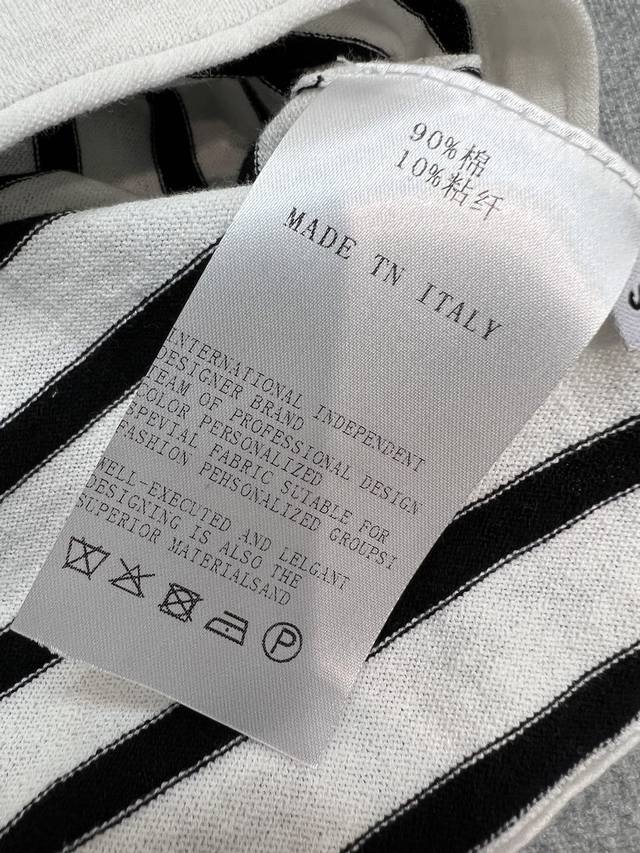 90%棉
10%粘纤
MADE TN ITALY
INTERNATIONAL INDEPENDENT
DESIGNER BRAND
TEAM OF PROFESSIONAL DESIGN
COLOR PERSONALIZED
SPEVIAL FABRIC SUTABLE FOR
FASHION PEHSONALIZED GROUPSI
WELL-EXECUTED AND LELGANT
DESIGNING IS ALSO THE
SUPERIOR MATERIALSAND
P